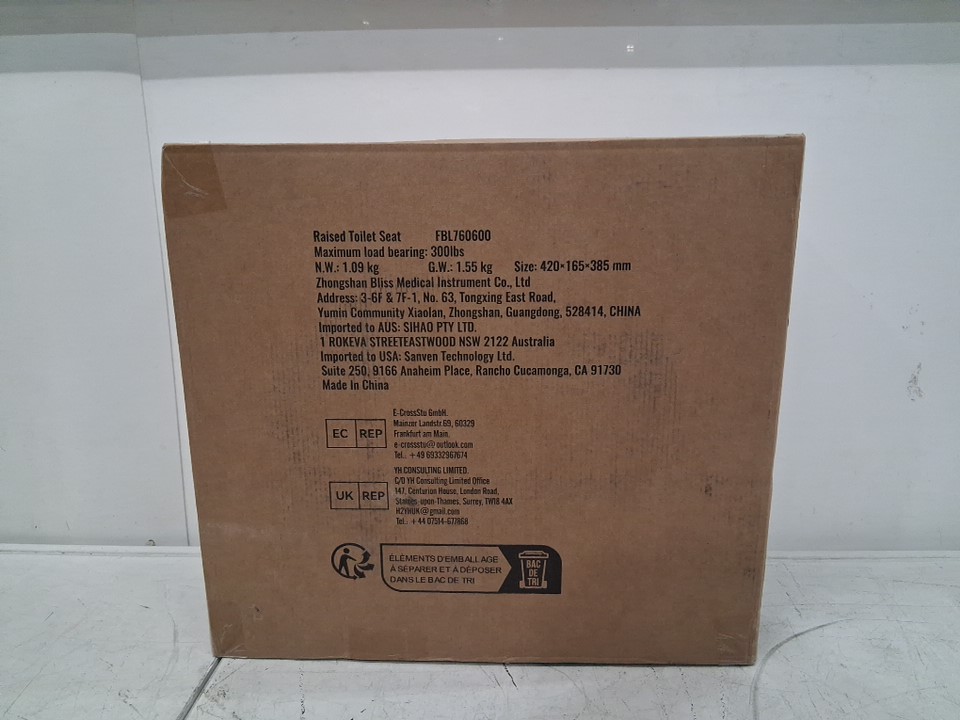 Raised Toilet Seat FBL760600
Maximum load bearing: 300lbs
N.W.: 1.09 kg G.W.: 1.55 kg Size: 420×165×385 mm
Zhongshan Bliss Medical Instrument Co., Ltd
Address: 3-6F & 7F-1, No. 63, Tongxing East Road,
Yumin Community Xiaolan, Zhongshan, Guangdong, 528414, CHINA
Imported to AUS: SIHAO PTY LTD.
1 ROKEVA STREETEASTWOOD NSW 2122 Australia
Imported to USA: Sanven Technology Ltd.
Suite 250, 9166 Anaheim Place, Rancho Cucamonga, CA 91730
Made In China
EC REP
E-CrossStu GmbH.
Mainzer Landstr.69, 60329
Frankfurt am Main.
e-crossstu@outlook.com
Tel.: +49 69332967674
UK REP
YH CONSULTING LIMITED.
C/O YH Consulting Limited Office
147, Centurion House, London Road,
Staines-upon-Thames, Surrey, TW18 4AX
H2YHUK@gmail.com
Tel.: +44 07514-677868
ÉLÉMENTS D'EMBALLAGE
À SÉPARER ET À DÉPOSER
DANS LE BAC DE TRI
BAC
DE
TRI